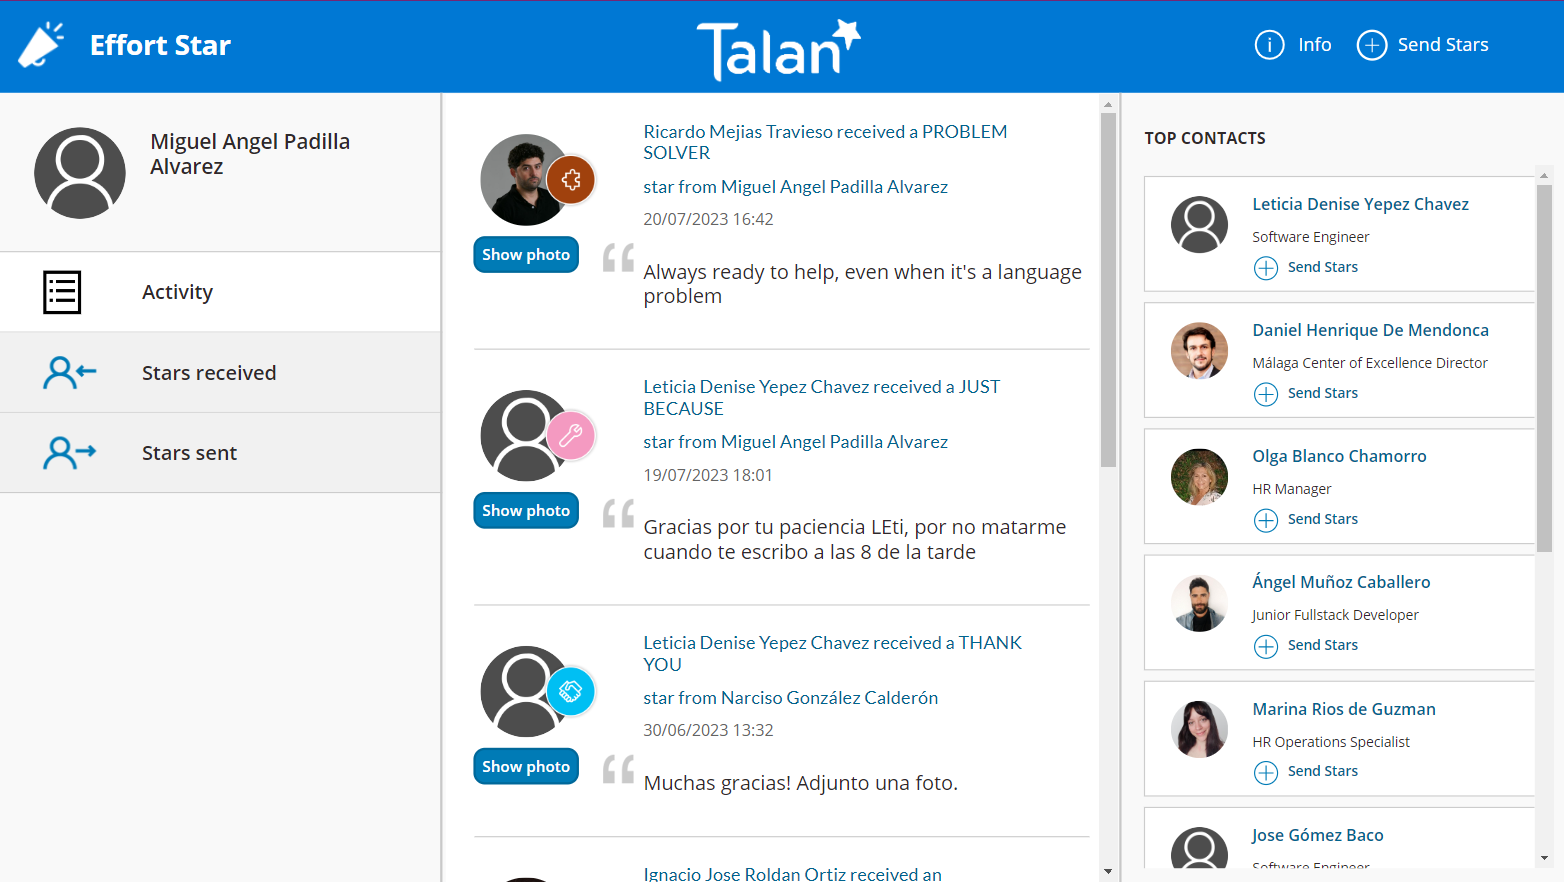 Effort Star
Talan
Info
Send Stars
Miguel Angel Padilla
Alvarez
Activity
Stars received
Stars sent
Ricardo Mejias Travieso received a PROBLEM
SOLVER
star from Miguel Angel Padilla Alvarez
20/07/2023 16:42
Show photo
Always ready to help, even when it's a language
problem
Leticia Denise Yepez Chavez received a JUST
BECAUSE
star from Miguel Angel Padilla Alvarez
19/07/2023 18:01
Show photo
Gracias por tu paciencia LEti, por no matarme
cuando te escribo a las 8 de la tarde
Leticia Denise Yepez Chavez received a THANK
YOU
star from Narciso González Calderón
30/06/2023 13:32
Show photo
Muchas gracias! Adjunto una foto.
Ignacio Jose Roldan Ortiz received an
TOP CONTACTS
Leticia Denise Yepez Chavez
Software Engineer
Send Stars
Daniel Henrique De Mendonca
Málaga Center of Excellence Director
Send Stars
Olga Blanco Chamorro
HR Manager
Send Stars
Ángel Muñoz Caballero
Junior Fullstack Developer
Send Stars
Marina Rios de Guzman
HR Operations Specialist
Send Stars
Jose Gómez Baco
Software Engineer